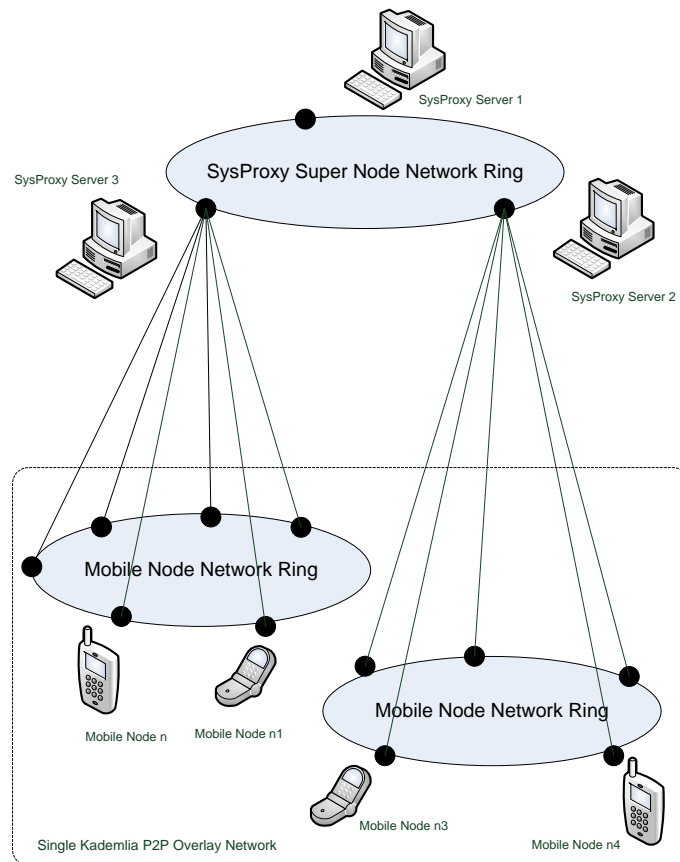 SysProxy Server 1
SysProxy Super Node Network Ring
SysProxy Server 3
SysProxy Server 2
Mobile Node Network Ring
Mobile Node n
Mobile Node n1
Mobile Node Network Ring
Mobile Node n3
Mobile Node n4
Single Kademlia P2P Overlay Network